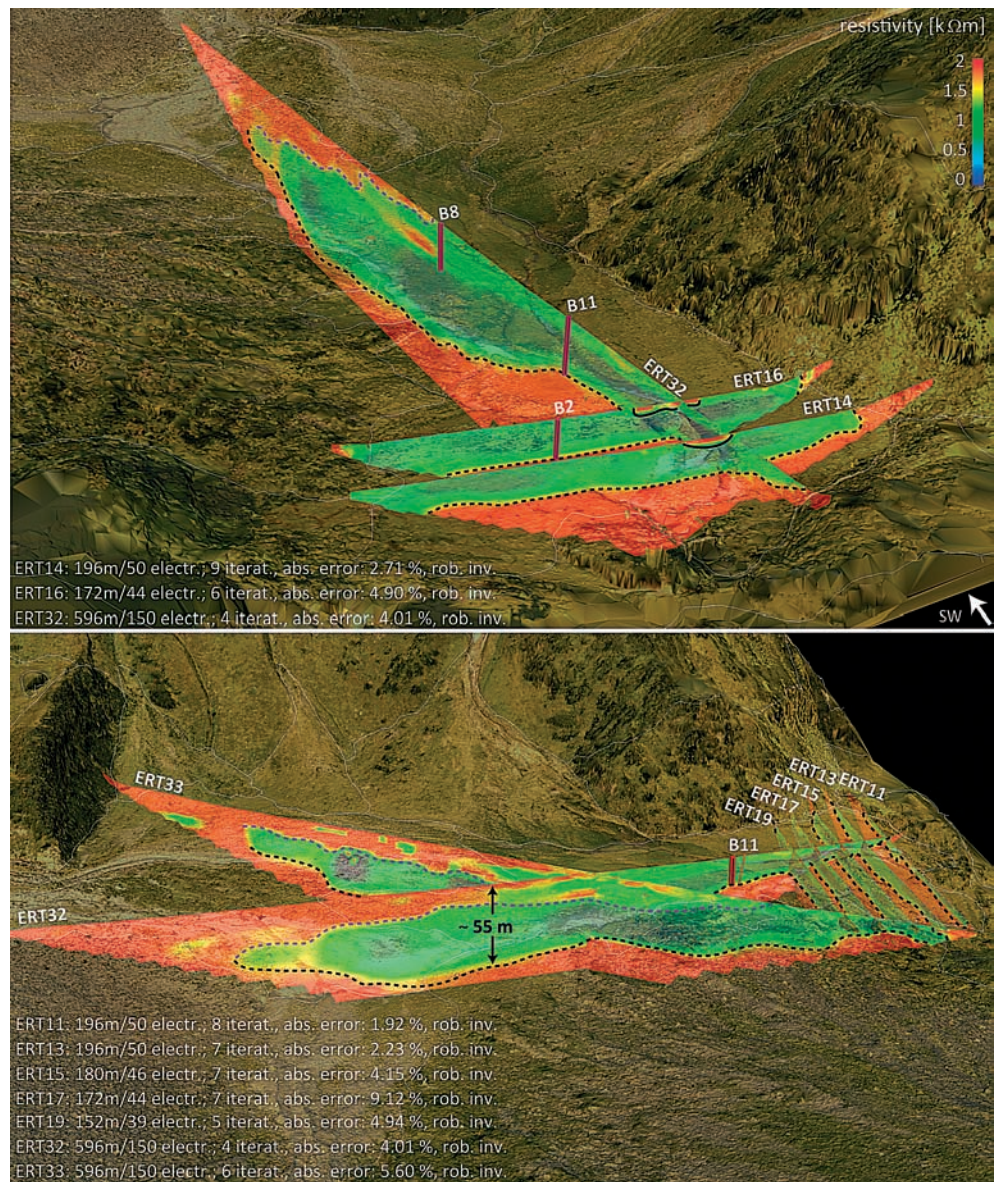 resistivity [kΩm]
2
1.5
1
0.5
0
B8
B11
ERT32
ERT16
B2
ERT14
ERT14: 196m/50 electr.; 9 iterat., abs. error: 2.71 %, rob. inv.
ERT16: 172m/44 electr.; 6 iterat., abs. error: 4.90 %, rob. inv.
ERT32: 596m/150 electr.; 4 iterat., abs. error: 4.01 %, rob. inv.
SW
ERT33
ERT13
ERT11
ERT15
ERT17
ERT19
B11
ERT32
~ 55 m
ERT11: 196m/50 electr.; 8 iterat., abs. error: 1.92 %, rob. inv.
ERT13: 196m/50 electr.; 7 iterat., abs. error: 2.23 %, rob. inv.
ERT15: 180m/46 electr.; 7 iterat., abs. error: 4.15 %, rob. inv.
ERT17: 172m/44 electr.; 7 iterat., abs. error: 9.12 %, rob. inv.
ERT19: 152m/39 electr.; 5 iterat., abs. error: 4.94 %, rob. inv.
ERT32: 596m/150 electr.; 4 iterat., abs. error: 4.01 %, rob. inv.
ERT33: 596m/150 electr.; 6 iterat., abs. error: 5.60 %, rob. inv.